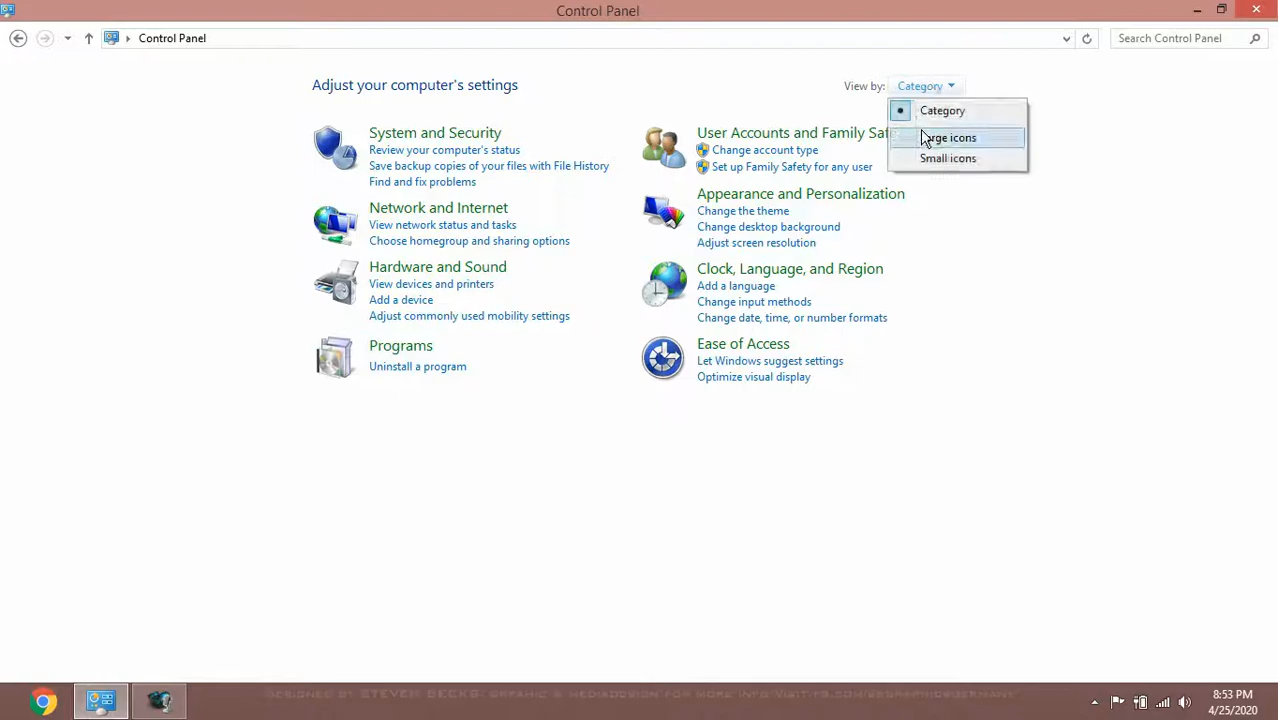 Control Panel
Control Panel
Search Control Panel
Adjust your computer's settings
View by: Category
Category
Large icons
Small icons
System and Security
Review your computer's status
Save backup copies of your files with File History
Find and fix problems
Network and Internet
View network status and tasks
Choose homegroup and sharing options
Hardware and Sound
View devices and printers
Add a device
Adjust commonly used mobility settings
Programs
Uninstall a program
User Accounts and Family
Change account type
Set up Family Safety for any user
Appearance and Personalization
Change the theme
Change desktop background
Adjust screen resolution
Clock, Language, and Region
Add a language
Change input methods
Change date, time, or number formats
Ease of Access
Let Windows suggest settings
Optimize visual display
DESIGNED BY STEVEN BECKS
8:53 PM
4/25/2020